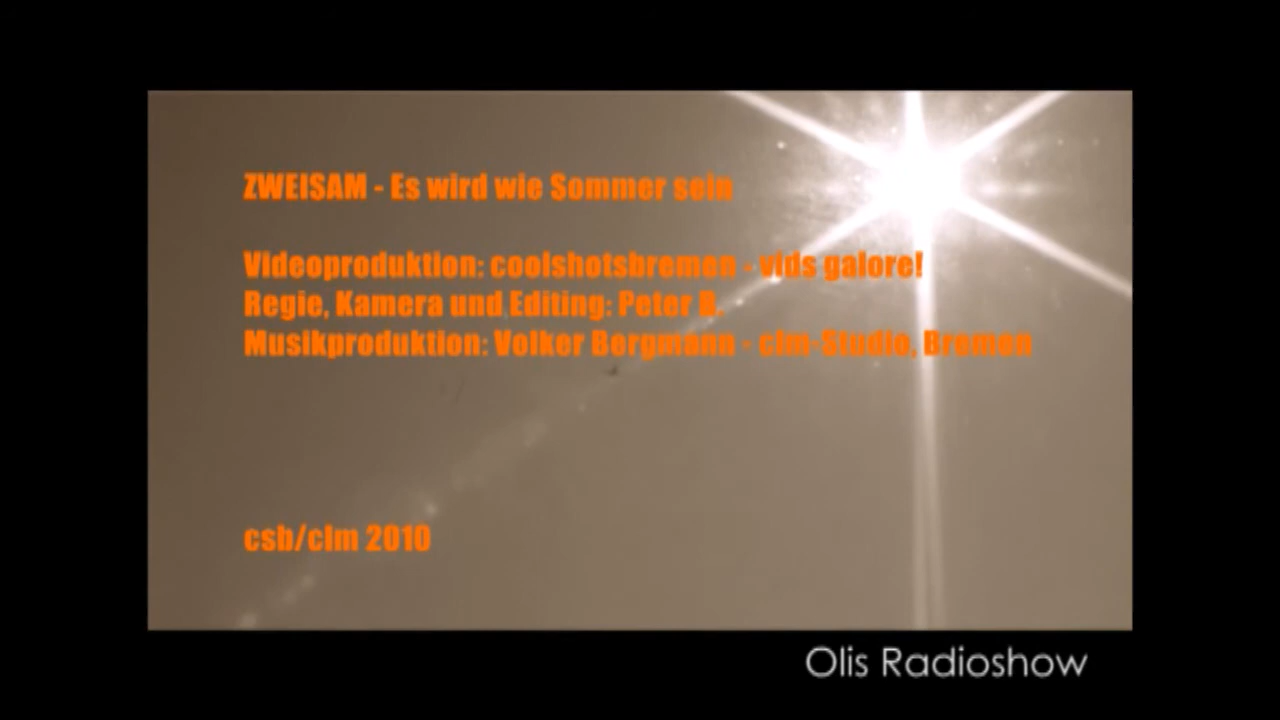 ZWEISAM - Es wird wie Sommer sein
Videoproduktion: coolshotsbremen - vids galore!
Regie, Kamera und Editing: Peter B.
Musikproduktion: Volker Bergmann - clm-Studio, Bremen
csb/clm 2010
Olis Radioshow